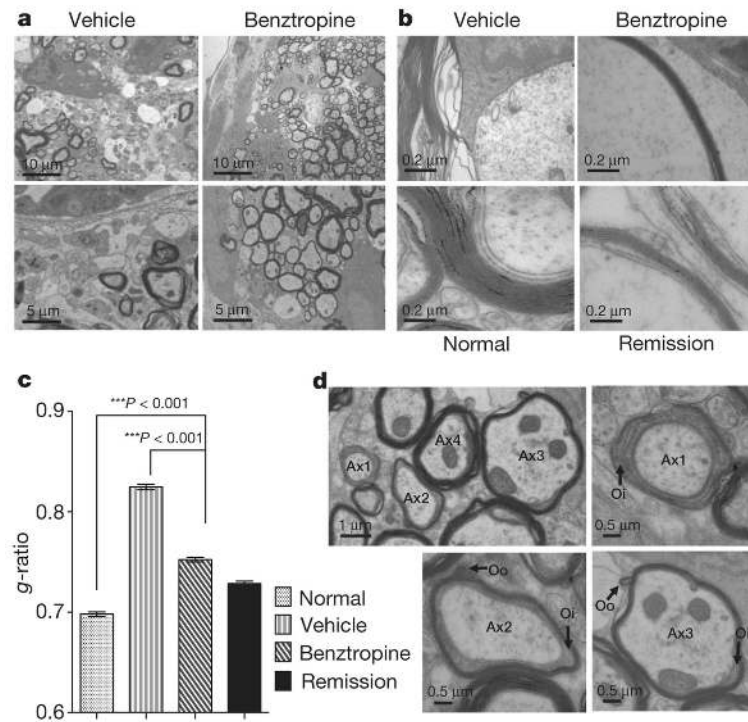 a
Vehicle
Benztropine
10 μm
10 μm
5 μm
5 μm
b
Vehicle
Benztropine
0.2 μm
0.2 μm
0.2 μm
0.2 μm
Normal
Remission
c
***P < 0.001
***P < 0.001
0.9
0.8
0.7
0.6
g-ratio
Normal
Vehicle
Benztropine
Remission
d
Ax1
Ax2
Ax4
Ax3
1 μm
Ax1
Oi
0.5 μm
Oo
Oi
Ax2
0.5 μm
Oo
Ax3
Oi
0.5 μm